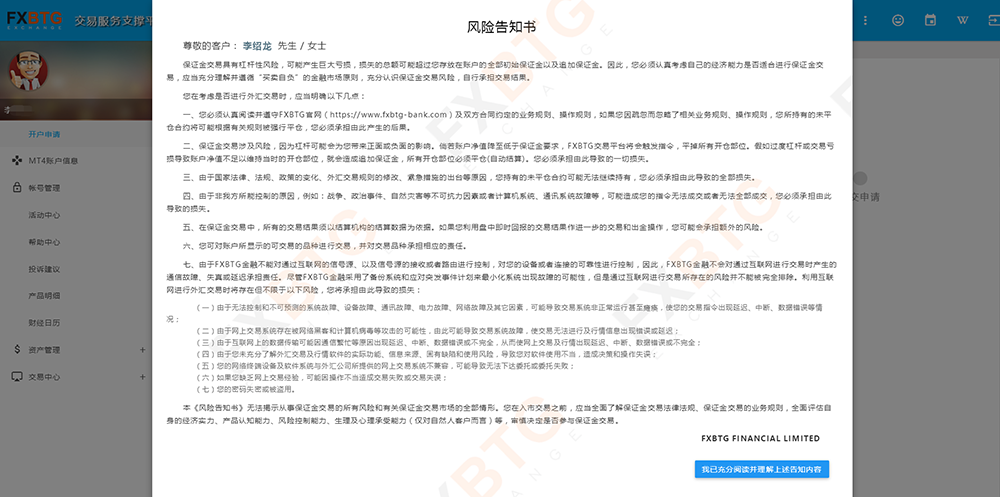 FXBTG
EXCHANGE
交易服务支撑平
W
开户申请
MT4账户信息
帐号管理
活动中心
帮助中心
投诉建议
产品明细
财经日历
资产管理
交易中心
风险告知书
尊敬的客户： 李绍龙 先生 / 女士
保证金交易具有杠杆性风险，可能产生巨大亏损，损失的总额可能超过您存放在账户的全部初始保证金以及追加保证金。因此，您必须认真考虑自己的经济能力是否适合进行保证金交
易，应当充分理解并遵循“买卖自负”的金融市场原则，充分认识保证金交易风险，自行承担交易结果。
您在考虑是否进行外汇交易时，应当明确以下几点：
一、您必须认真阅读并遵守FXBTG官网（https://www.fxbtg-bank.com）及双方合同约定的业务规则、操作规则，如果您因疏忽而忽略了相关业务规则、操作规则，您所持有的未平
仓合约将可能根据有关规则被强行平仓，您必须承担由此产生的后果。
二、保证金交易涉及风险，因为杠杆可能会为您带来正面或负面的影响。倘若账户净值降至低于保证金要求，FXBTG交易平台将会触发指令，平掉所有开仓部位。假如过度杠杆或交易亏
损导致账户净值不足以维持当时的开仓部位，就会造成追加保证金，所有开仓部位必须平仓(自动结算)。您必须承担由此导致的一切损失。
三、由于国家法律、法规、政策的变化、外汇交易规则的修改、紧急措施的出台等原因，您持有的未平仓合约可能无法继续持有，您必须承担由此导致的全部损失。
四、由于非我方所能控制的原因，例如：战争、政治事件、自然灾害等不可抗力因素或者计算机系统、通讯系统故障等，可能造成您的指令无法成交或者无法全部成交，您必须承担由此
导致的损失。
五、在保证金交易中，所有的交易结果须以结算机构的结算数据为依据。如果您利用盘中即时回报的交易结果作进一步的交易和出金操作，您可能会承担额外的风险。
六、您可对账户所显示的可交易的品种进行交易，并对交易品种承担相应的责任。
七、由于FXBTG金融不能对通过互联网的信号源、以及信号源的接收或者路由进行控制，对您的设备或者连接的可靠性进行控制，因此，FXBTG金融不会对通过互联网进行交易时产生的
通信故障、失真或延迟承担责任。尽管FXBTG金融采用了备份系统和应对突发事件计划来最小化系统出现故障的可能性，但是通过互联网进行交易所存在的风险并不能被完全排除。利用互联
网进行外汇交易时将存在但不限于以下风险，您将承担由此导致的损失：
（一）由于无法控制和不可预测的系统故障、设备故障、通讯故障、电力故障、网络故障及其它因素，可能导致交易系统非正常运行甚至瘫痪，使您的交易指令出现延迟、中断、数据错误等情
况；
（二）由于网上交易系统存在被网络黑客和计算机病毒等攻击的可能性，由此可能导致交易系统故障，使交易无法进行及行情信息出现错误或延迟；
（三）由于互联网上的数据传输可能因通信繁忙等原因出现延迟、中断、数据错误或不完全，从而使网上交易及行情出现延迟、中断、数据错误或不完全；
（四）由于您未充分了解外汇交易及行情软件的实际功能、信息来源、固有缺陷和使用风险，导致您对软件使用不当，造成决策和操作失误；
（五）您的网络终端设备及软件系统与外汇公司所提供的网上交易系统不兼容，可能导致无法下达委托或委托失败；
（六）如果您缺乏网上交易经验，可能因操作不当造成交易失败或交易失误；
（七）您的密码失密或被盗用。
本《风险告知书》无法揭示从事保证金交易的所有风险和有关保证金交易市场的全部情形。您在入市交易之前，应当全面了解保证金交易法律法规、保证金交易的业务规则，全面评估自
身的经济实力、产品认知能力、风险控制能力、生理及心理承受能力（仅对自然人客户而言）等，审慎决定是否参与保证金交易。
FXBTG FINANCIAL LIMITED
我已充分阅读并理解上述告知内容
交申请